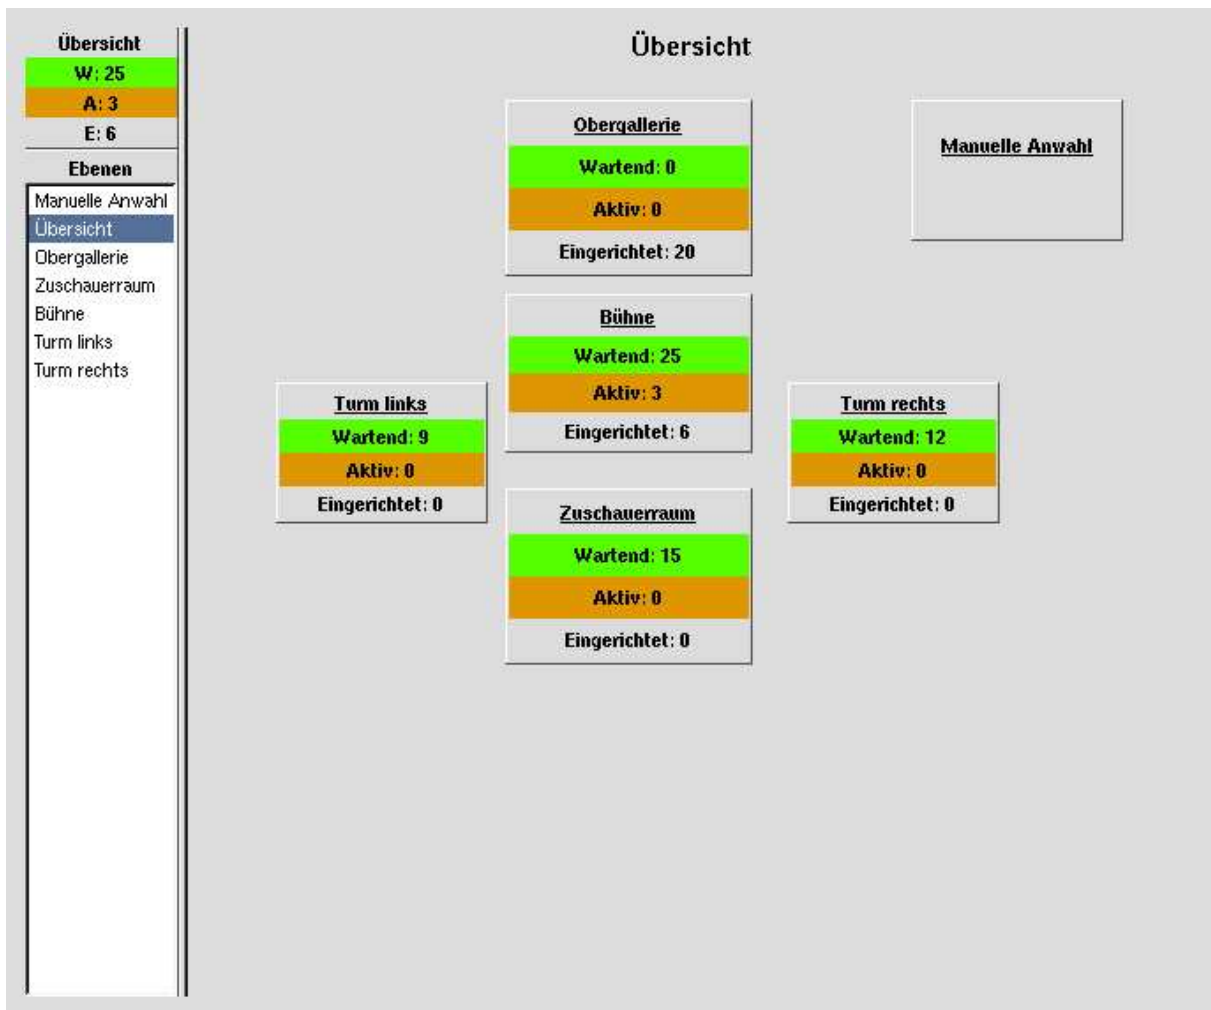 Übersicht
W: 25
A: 3
E: 6
Ebenen
Manuelle Anwahl
Übersicht
Obergallerie
Zuschauerraum
Bühne
Turm links
Turm rechts
Übersicht
Obergallerie
Wartend: 0
Aktiv: 0
Eingerichtet: 20
Manuelle Anwahl
Bühne
Wartend: 25
Aktiv: 3
Eingerichtet: 6
Turm links
Wartend: 9
Aktiv: 0
Eingerichtet: 0
Turm rechts
Wartend: 12
Aktiv: 0
Eingerichtet: 0
Zuschauerraum
Wartend: 15
Aktiv: 0
Eingerichtet: 0